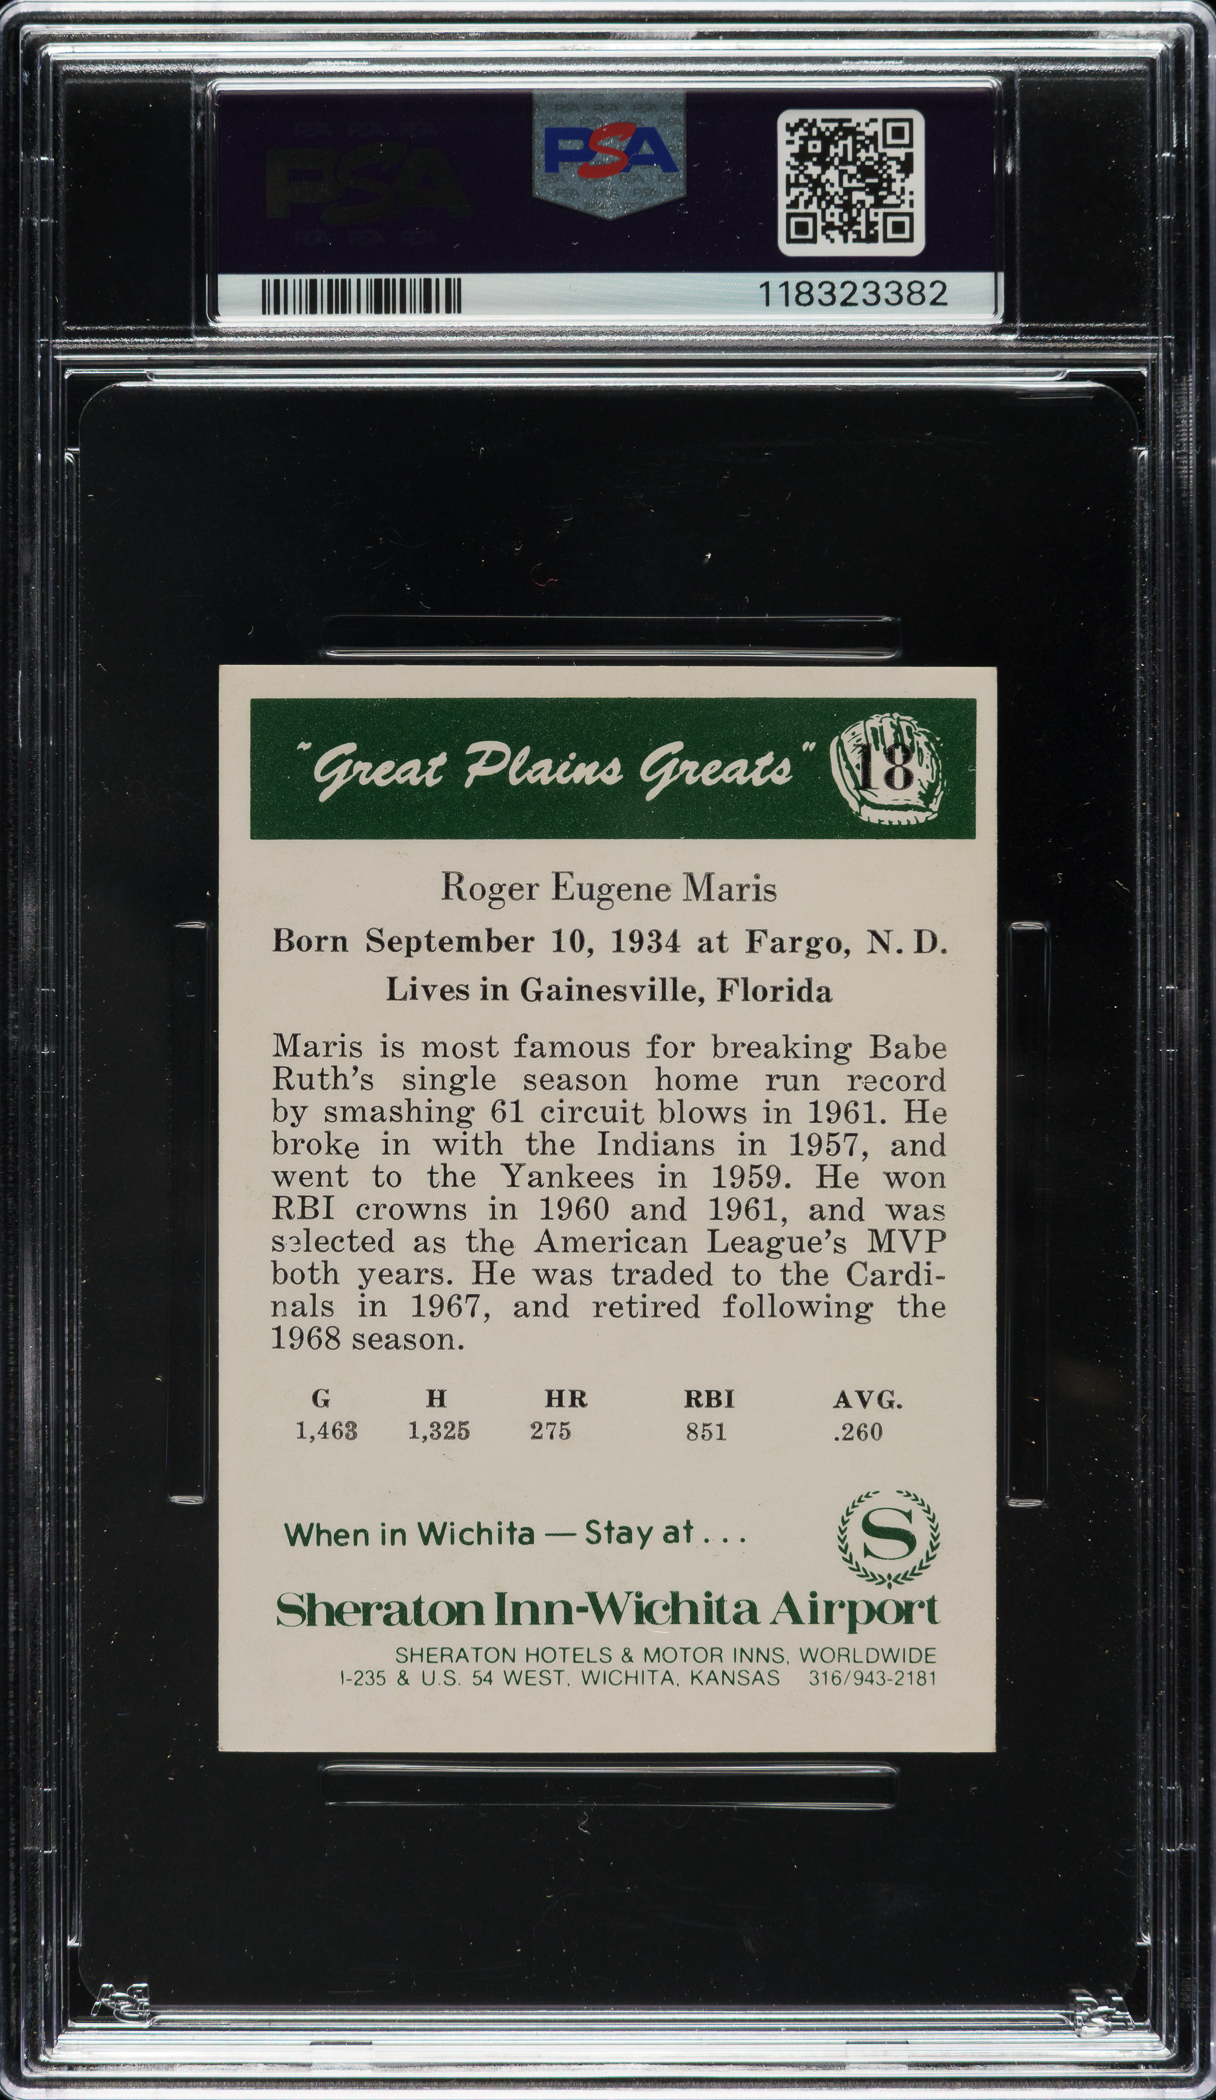 PSA
118323382
"Great Plains Greats" 18
Roger Eugene Maris
Born September 10, 1934 at Fargo, N. D.
Lives in Gainesville, Florida
Maris is most famous for breaking Babe
Ruth's single season home run record
by smashing 61 circuit blows in 1961. He
broke in with the Indians in 1957, and
went to the Yankees in 1959. He won
RBI crowns in 1960 and 1961, and was
selected as the American League's MVP
both years. He was traded to the Cardi-
nals in 1967, and retired following the
1968 season.
G H HR RBI AVG.
1,463 1,325 275 851 .260
When in Wichita — Stay at . . .
S
Sheraton Inn-Wichita Airport
SHERATON HOTELS & MOTOR INNS, WORLDWIDE
I-235 & U.S. 54 WEST, WICHITA, KANSAS 316/943-2181